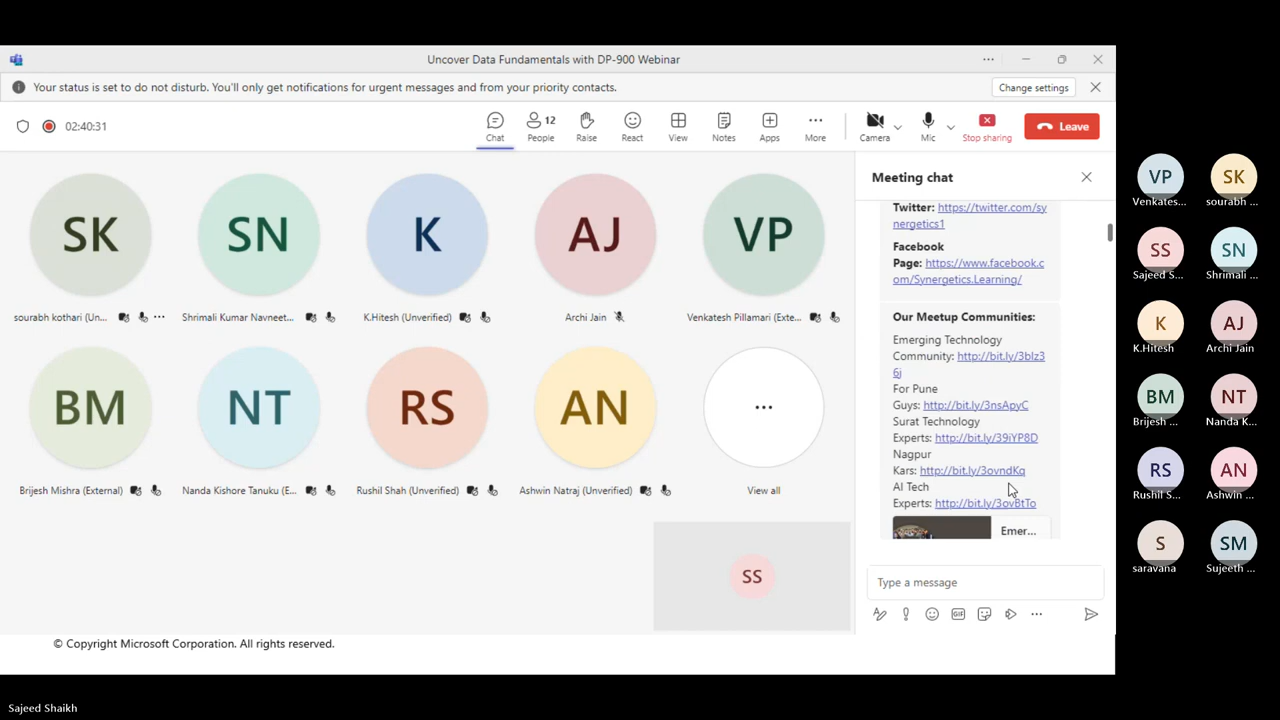 Uncover Data Fundamentals with DP-900 Webinar
Your status is set to do not disturb. You'll only get notifications for urgent messages and from your priority contacts.
Change settings
02:40:31
Chat
12
People
Raise
React
View
Notes
Apps
More
Camera
Mic
Stop sharing
Leave
SK
SN
K
AJ
VP
sourabh kothari (Un...
Shrimali Kumar Navneet...
K.Hitesh (Unverified)
Archi Jain
Venkatesh Pillamari (Exte...
BM
NT
RS
AN
Brijesh Mishra (External)
Nanda Kishore Tanuku (E...
Rushil Shah (Unverified)
Ashwin Natraj (Unverified)
View all
SS
© Copyright Microsoft Corporation. All rights reserved.
Meeting chat
Twitter: https://twitter.com/sy
nergetics1
Facebook
Page: https://www.facebook.c
om/Synergetics.Learning/
Our Meetup Communities:
Emerging Technology
Community: http://bit.ly/3blz3
6j
For Pune
Guys: http://bit.ly/3nsApyC
Surat Technology
Experts: http://bit.ly/39iYP8D
Nagpur
Kars: http://bit.ly/3ovndKq
AI Tech
Experts: http://bit.ly/3ovBtTo
Emer...
Type a message
GIF
VP
SK
Venkates...
sourabh ...
SS
SN
Sajeed S...
Shrimali ...
K
AJ
K.Hitesh
Archi Jain
BM
NT
Brijesh ...
Nanda K...
RS
AN
Rushil S...
Ashwin ...
S
SM
saravana
Sujeeth ...
Sajeed Shaikh